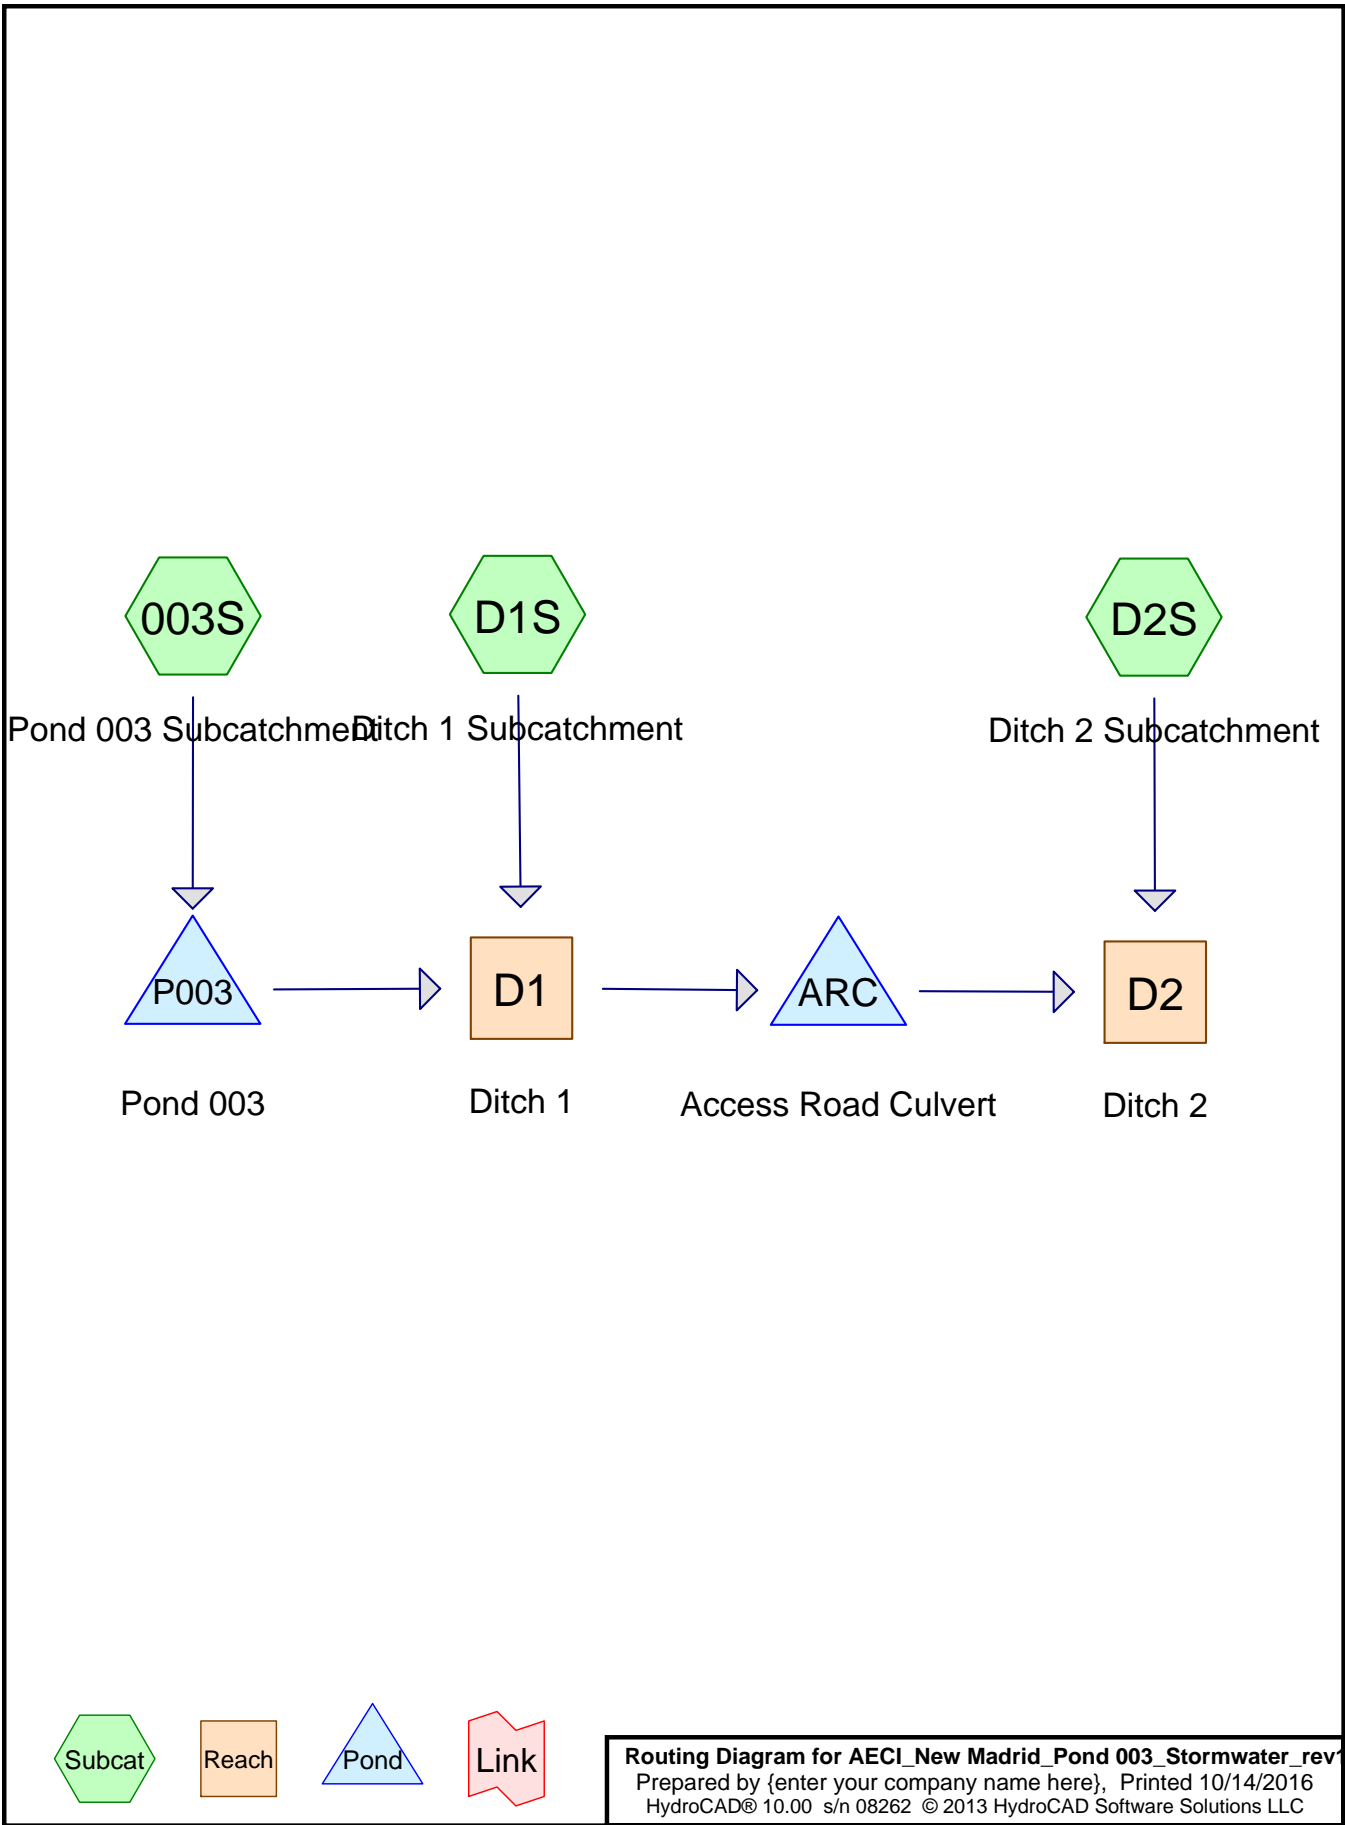 003S
D1S
D2S
Pond 003 Subcatchment
Ditch 1 Subcatchment
Ditch 2 Subcatchment
P003
D1
ARC
D2
Pond 003
Ditch 1
Access Road Culvert
Ditch 2
Subcat
Reach
Pond
Link
Routing Diagram for AECI_New Madrid_Pond 003_Stormwater_rev1
Prepared by {enter your company name here}, Printed 10/14/2016
HydroCAD® 10.00 s/n 08262 © 2013 HydroCAD Software Solutions LLC